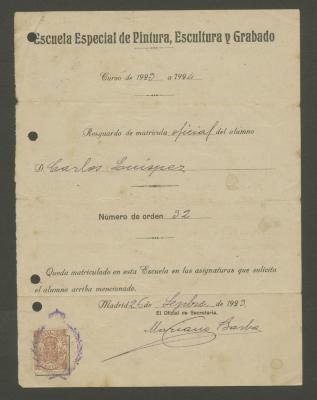 Escuela Especial de Pintura, Escultura y Grabado
Curso de 1923 a 1924
Resguardo de matrícula oficial del alumno
D. Carlos
Número de orden 32
Queda matriculado en esta Escuela en las asignaturas que solicita
el alumno arriba mencionado.
Madrid 26 de Sepbre de 1923.
El Oficial de Secretaría,
Mariano Barba